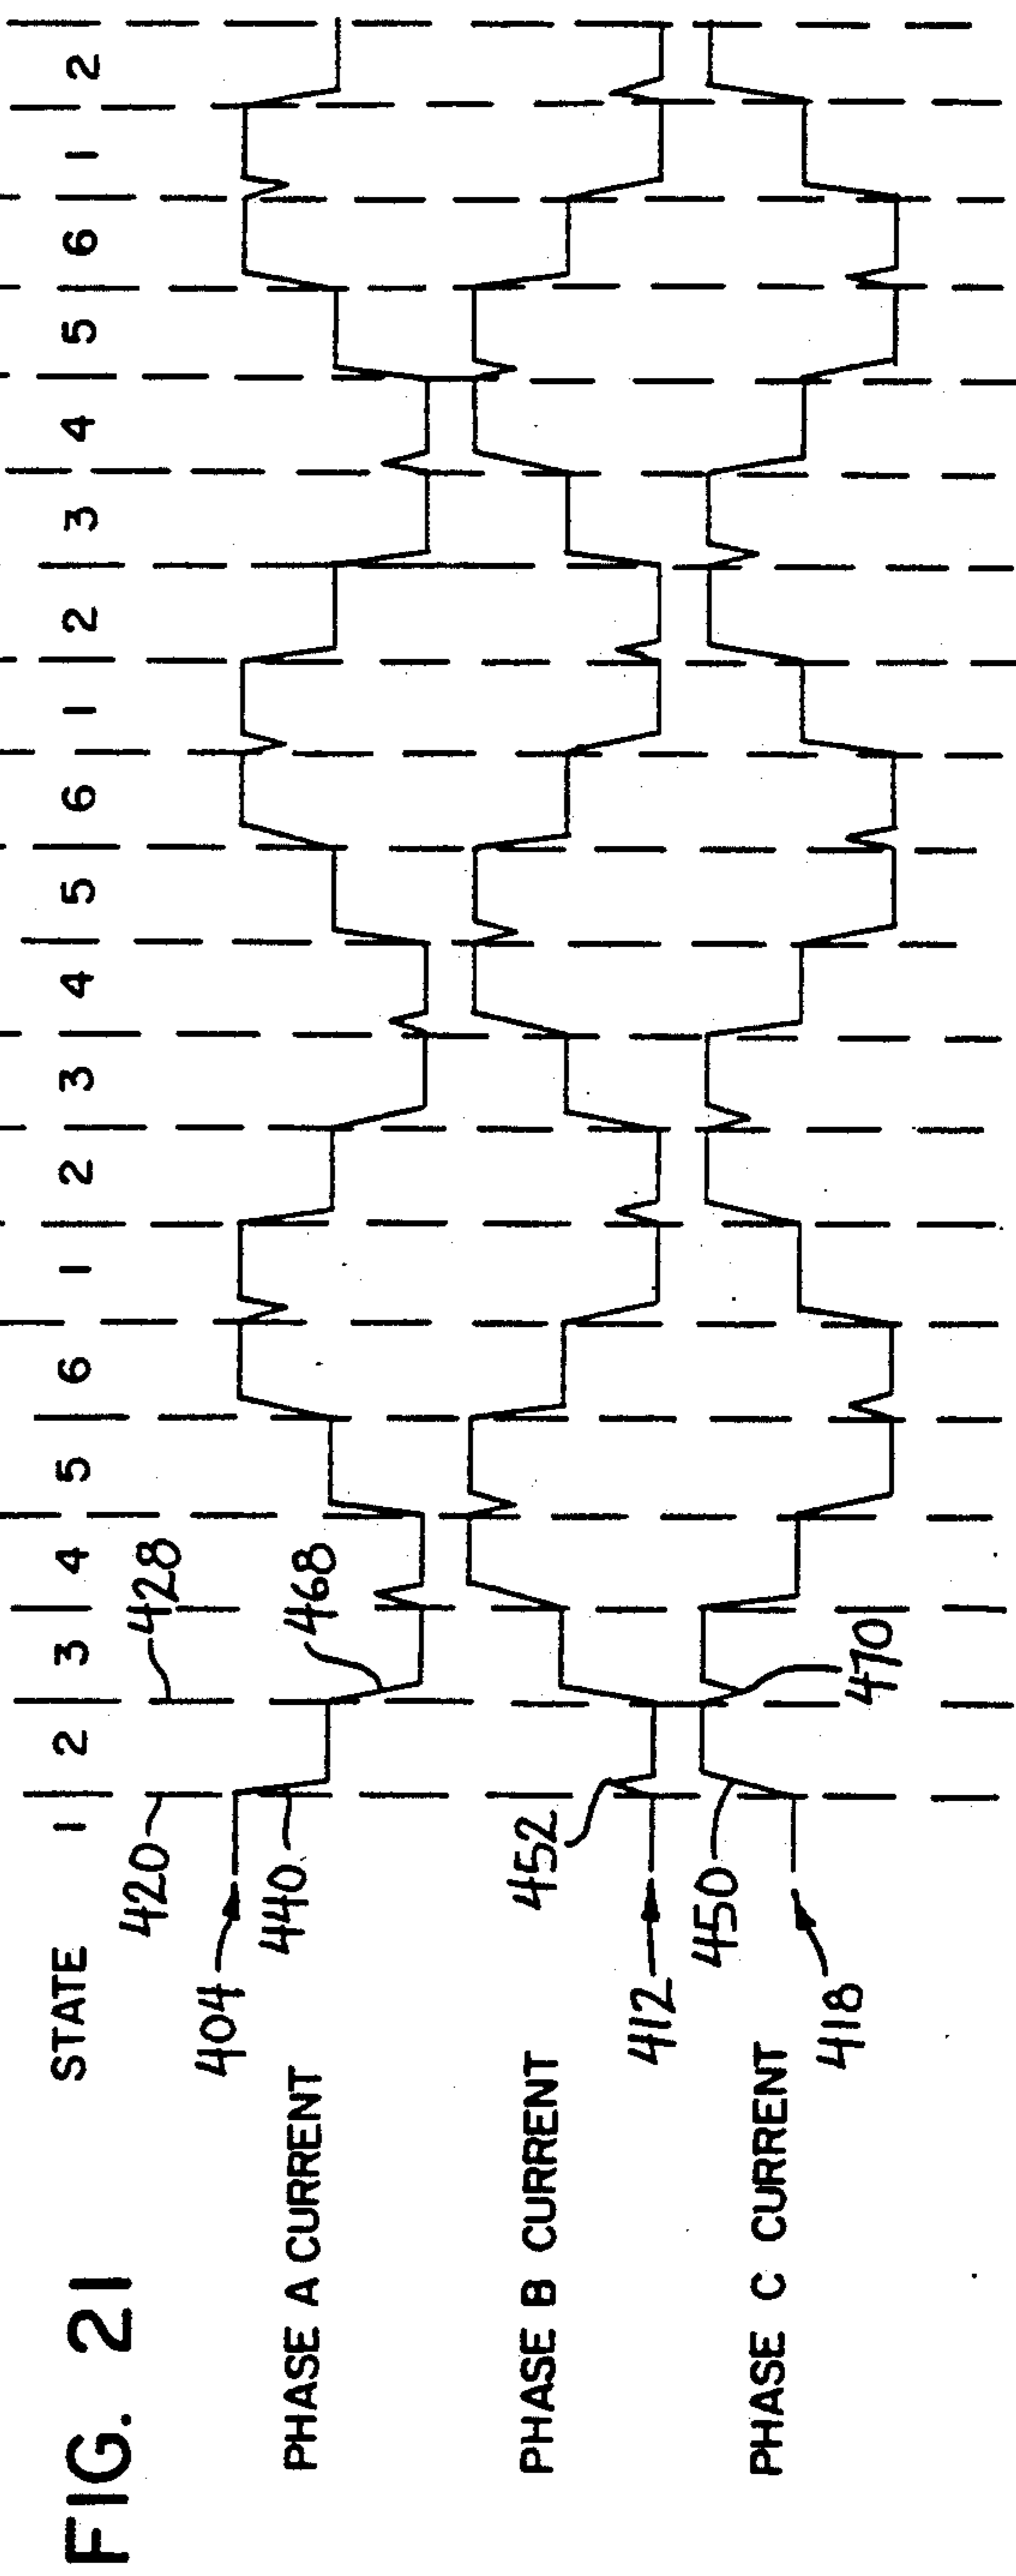 FIG. 21
STATE 1 2 3 4 5 6 1 2 3 4 5 6 1 2 3 4 5 6 1 2
420 428
404
440 468
PHASE A CURRENT
452
PHASE B CURRENT
412
450
PHASE C CURRENT
418 470